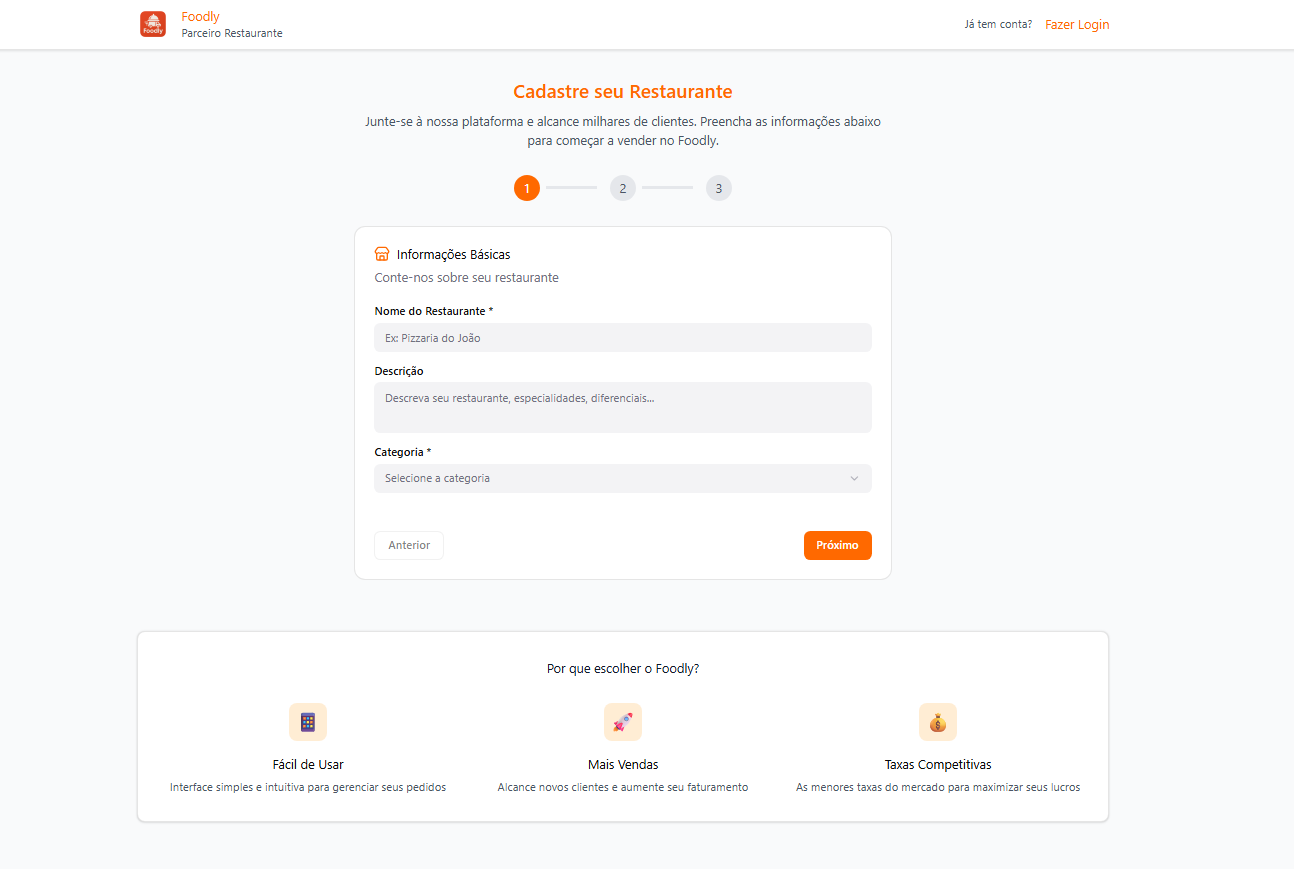 Foodly
Foodly
Parceiro Restaurante
Já tem conta? Fazer Login
Cadastre seu Restaurante
Junte-se à nossa plataforma e alcance milhares de clientes. Preencha as informações abaixo
para começar a vender no Foodly.
1 2 3
Informações Básicas
Conte-nos sobre seu restaurante
Nome do Restaurante *
Ex: Pizzaria do João
Descrição
Descreva seu restaurante, especialidades, diferenciais...
Categoria *
Selecione a categoria
Anterior Próximo
Por que escolher o Foodly?
Fácil de Usar
Interface simples e intuitiva para gerenciar seus pedidos
Mais Vendas
Alcance novos clientes e aumente seu faturamento
Taxas Competitivas
As menores taxas do mercado para maximizar seus lucros